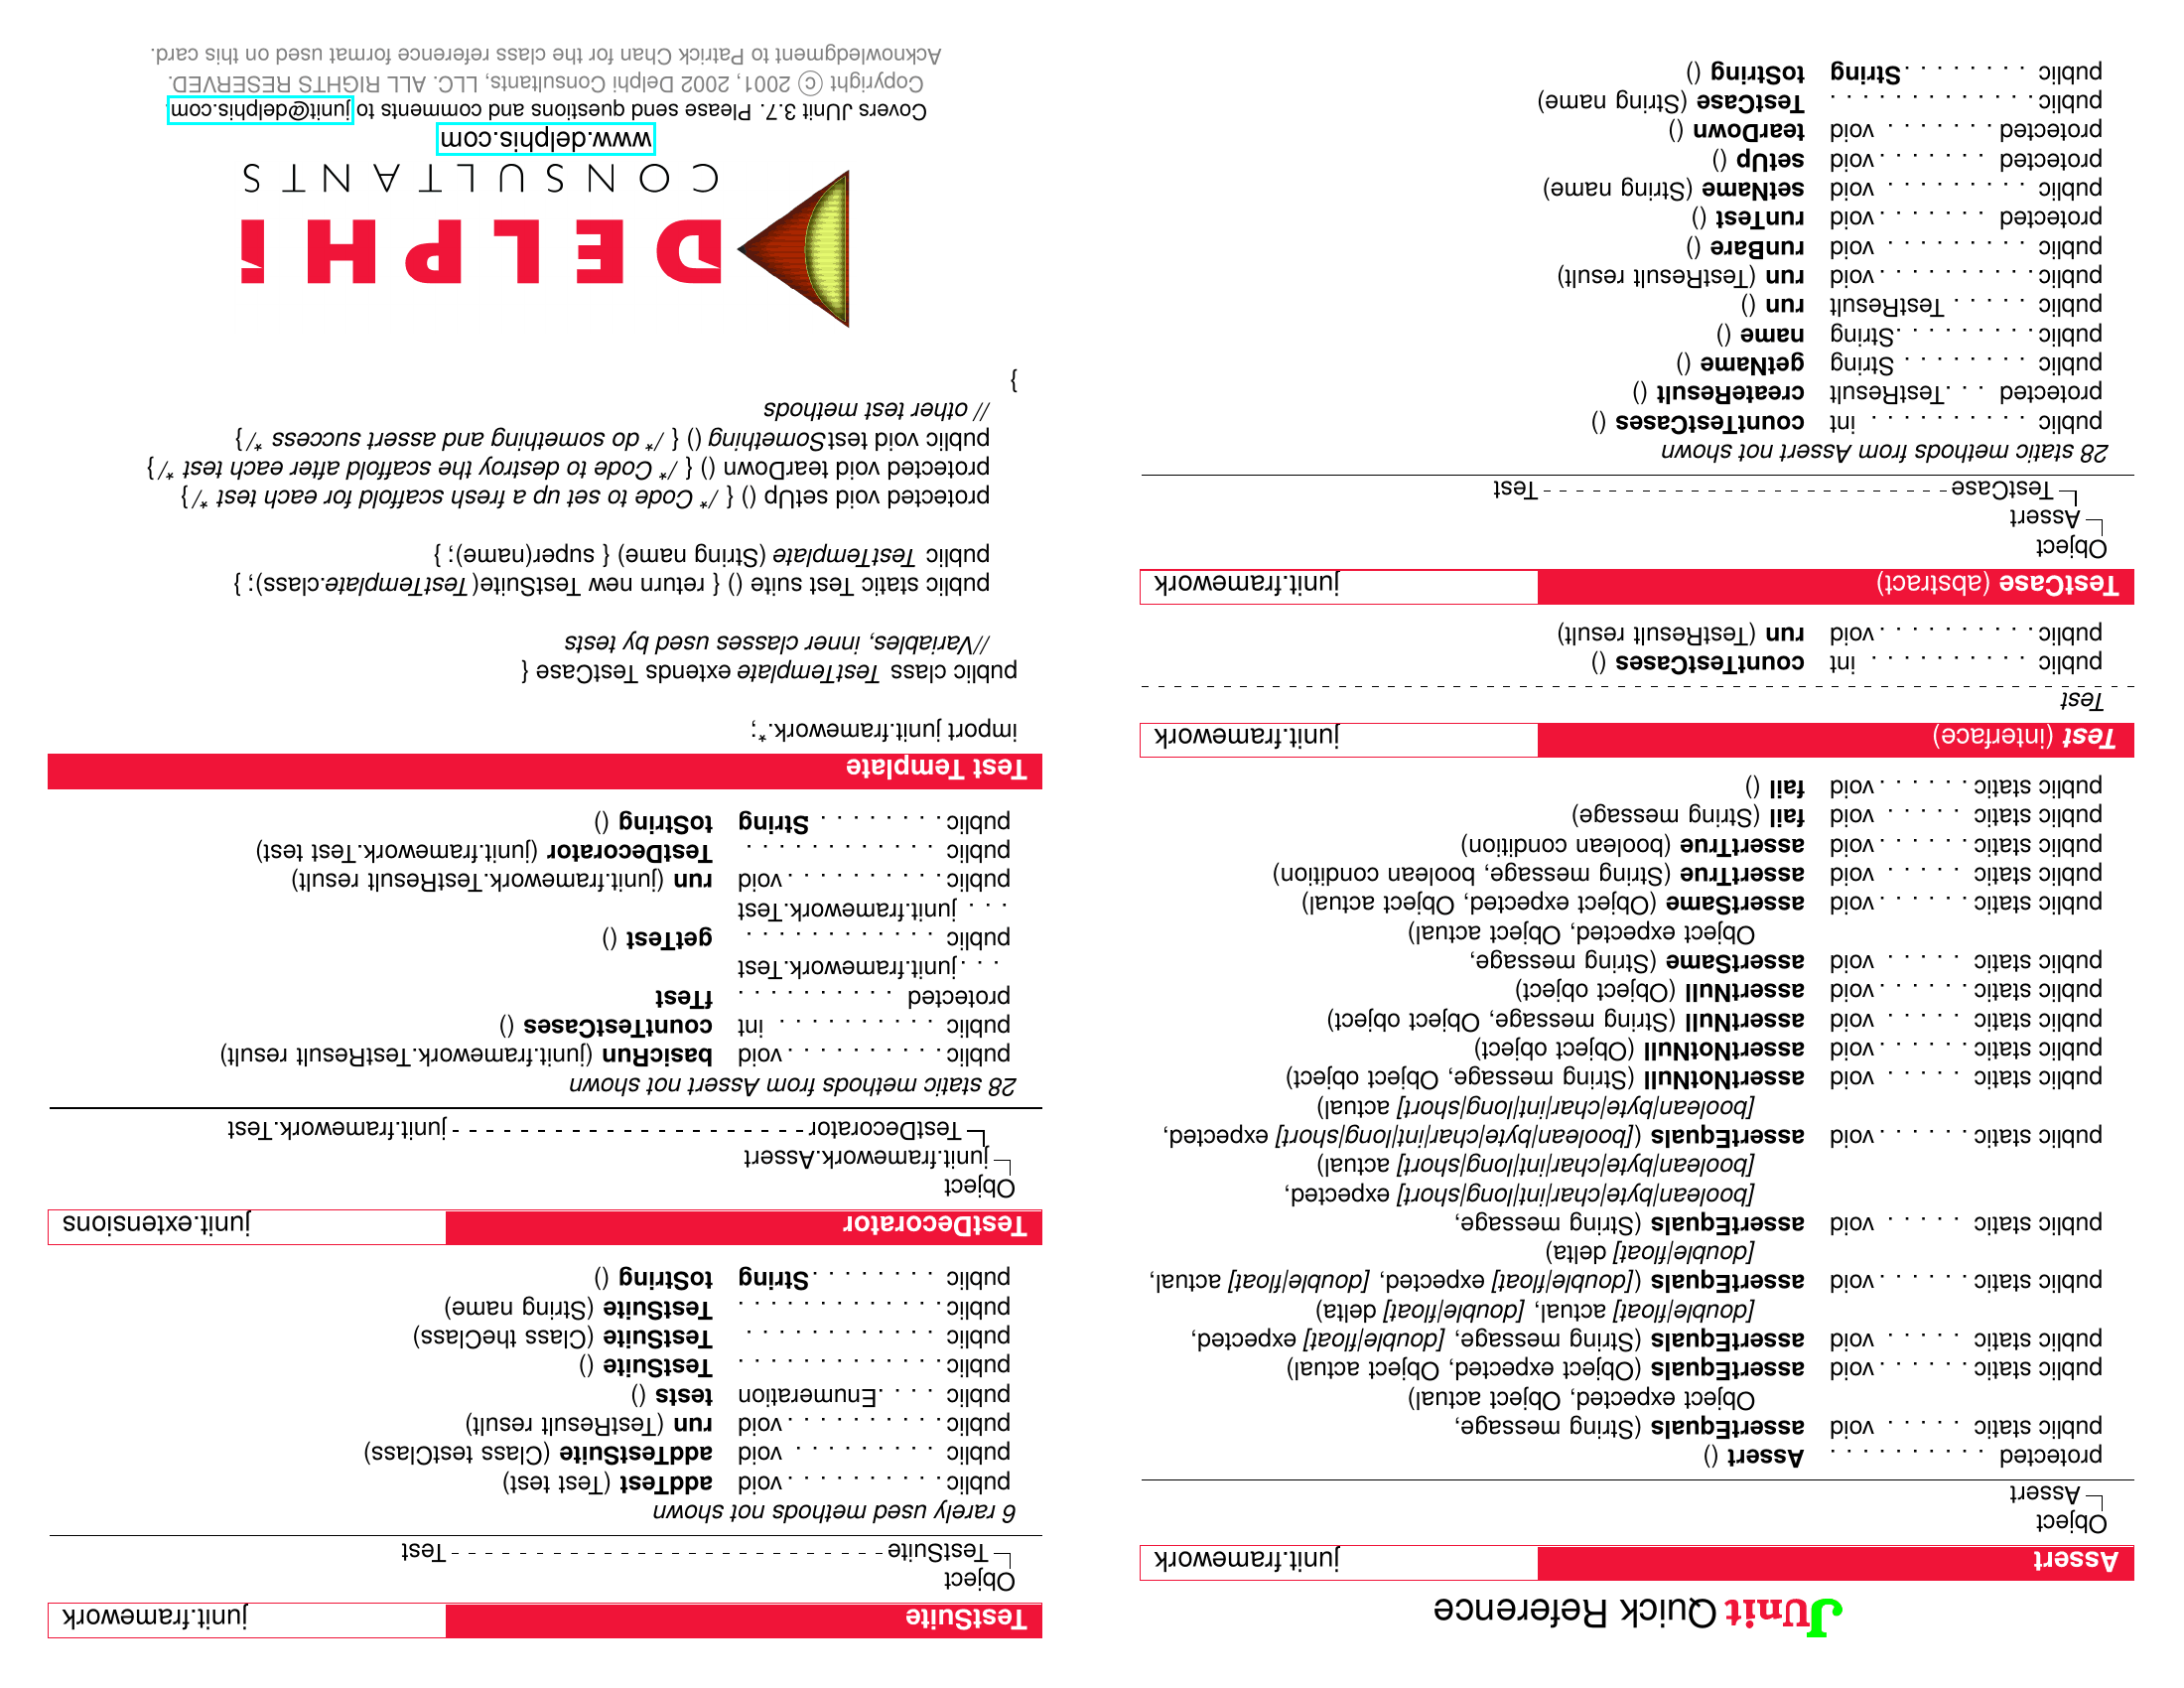 JUnit Quick Reference
Assert junit.framework
Object
Assert
protected . . . . . . . . . . Assert ()
public static . . . . . void assertEquals (String message,
Object expected, Object actual)
public static . . . . . . void assertEquals (Object expected, Object actual)
public static . . . . . void assertEquals (String message, [double|float] expected,
[double|float] actual, [double|float] delta)
public static . . . . . . void assertEquals ([double|float] expected, [double|float] actual,
[double|float] delta)
public static . . . . . void assertEquals (String message,
[boolean|byte|char|int|long|short] expected,
[boolean|byte|char|int|long|short] actual)
public static . . . . . . void assertEquals ([boolean|byte|char|int|long|short] expected,
[boolean|byte|char|int|long|short] actual)
public static . . . . . void assertNotNull (String message, Object object)
public static . . . . . . void assertNotNull (Object object)
public static . . . . . void assertNull (String message, Object object)
public static . . . . . . void assertNull (Object object)
public static . . . . . void assertSame (String message,
Object expected, Object actual)
public static . . . . . . void assertSame (Object expected, Object actual)
public static . . . . . void assertTrue (String message, boolean condition)
public static . . . . . . void assertTrue (boolean condition)
public static . . . . . void fail (String message)
public static . . . . . . void fail ()
Test (interface) junit.framework
Test
public . . . . . . . . . . int countTestCases ()
public . . . . . . . . . . void run (TestResult result)
TestCase (abstract) junit.framework
Object
Assert
TestCase - - - - - - - - - - - - - - - - - - - - - - - - - Test
28 static methods from Assert not shown
public . . . . . . . . . . int countTestCases ()
protected . . . TestResult createResult ()
public . . . . . . . . String getName ()
public . . . . . . . . . String name ()
public . . . . . TestResult run ()
public . . . . . . . . . . void run (TestResult result)
public . . . . . . . . . void runBare ()
protected . . . . . . . void runTest ()
public . . . . . . . . . void setName (String name)
protected . . . . . . . void setUp ()
protected . . . . . . . void tearDown ()
public . . . . . . . . . . . . . TestCase (String name)
public . . . . . . . . String toString ()
TestSuite junit.framework
Object
TestSuite - - - - - - - - - - - - - - - - - - - - - - - - - - - Test
6 rarely used methods not shown
public . . . . . . . . . . void addTest (Test test)
public . . . . . . . . . void addTestSuite (Class testClass)
public . . . . . . . . . . void run (TestResult result)
public . . . . Enumeration tests ()
public . . . . . . . . . . . . . TestSuite ()
public . . . . . . . . . . . . TestSuite (Class theClass)
public . . . . . . . . . . . . . TestSuite (String name)
public . . . . . . . . String toString ()
TestDecorator junit.extensions
Object
junit.framework.Assert
TestDecorator - - - - - - - - - - - - - - - - - - - - - - junit.framework.Test
28 static methods from Assert not shown
public . . . . . . . . . . void basicRun (junit.framework.TestResult result)
public . . . . . . . . . . int countTestCases ()
protected . . . . . . . . . . fTest
. . . junit.framework.Test
public . . . . . . . . . . . . getTest ()
. . . junit.framework.Test
public . . . . . . . . . . void run (junit.framework.TestResult result)
public . . . . . . . . . . . . TestDecorator (junit.framework.Test test)
public . . . . . . . . String toString ()
Test Template
import junit.framework.*;
public class TestTemplate extends TestCase {
//Variables, inner classes used by tests
public static Test suite () { return new TestSuite(TestTemplate.class); }
public TestTemplate (String name) { super(name); }
protected void setUp () { /* Code to set up a fresh scaffold for each test */ }
protected void tearDown () { /* Code to destroy the scaffold after each test */ }
public void testSomething () { /* do something and assert success */ }
// other test methods
}
DELPHi
CONSULTANTS
www.delphis.com
Covers JUnit 3.7. Please send questions and comments to junit@delphis.com.
Copyright © 2001, 2002 Delphi Consultants, LLC. ALL RIGHTS RESERVED.
Acknowledgment to Patrick Chan for the class reference format used on this card.